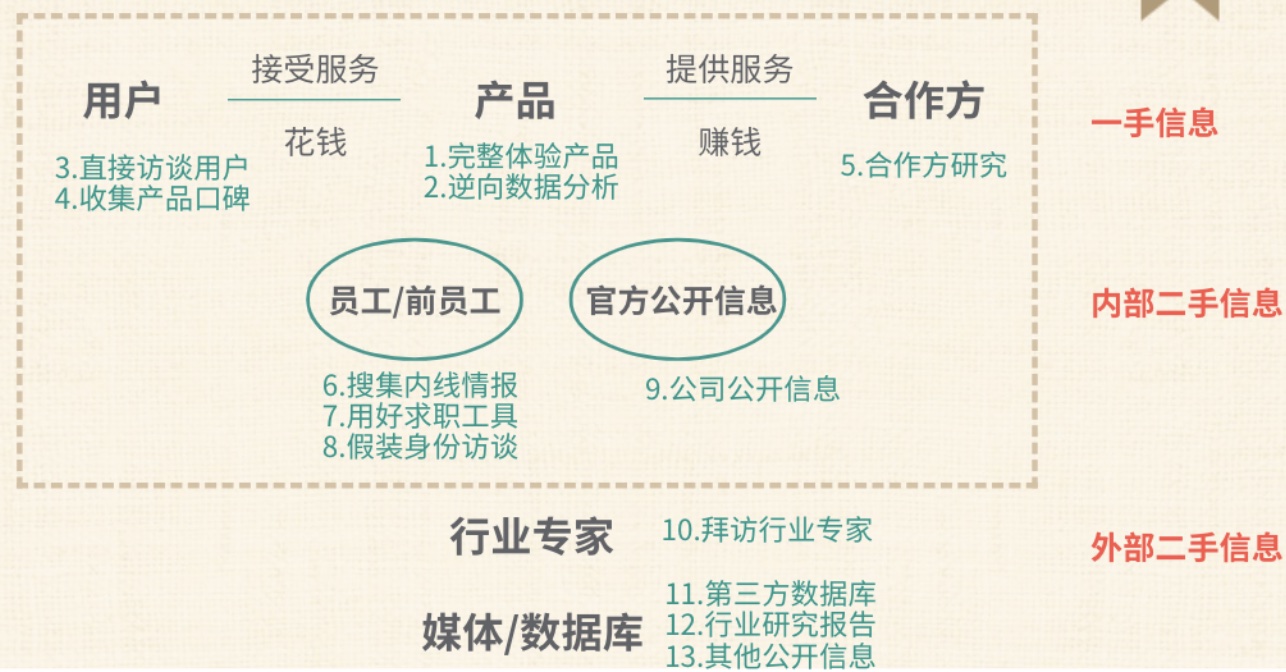 接受服务
提供服务
用户
产品
合作方
一手信息
花钱
赚钱
3.直接访谈用户
4.收集产品口碑
1.完整体验产品
2.逆向数据分析
5.合作方研究
员工/前员工
官方公开信息
内部二手信息
6.搜集内线情报
7.用好求职工具
8.假装身份访谈
9.公司公开信息
行业专家
10.拜访行业专家
外部二手信息
媒体/数据库
11.第三方数据库
12.行业研究报告
13.其他公开信息